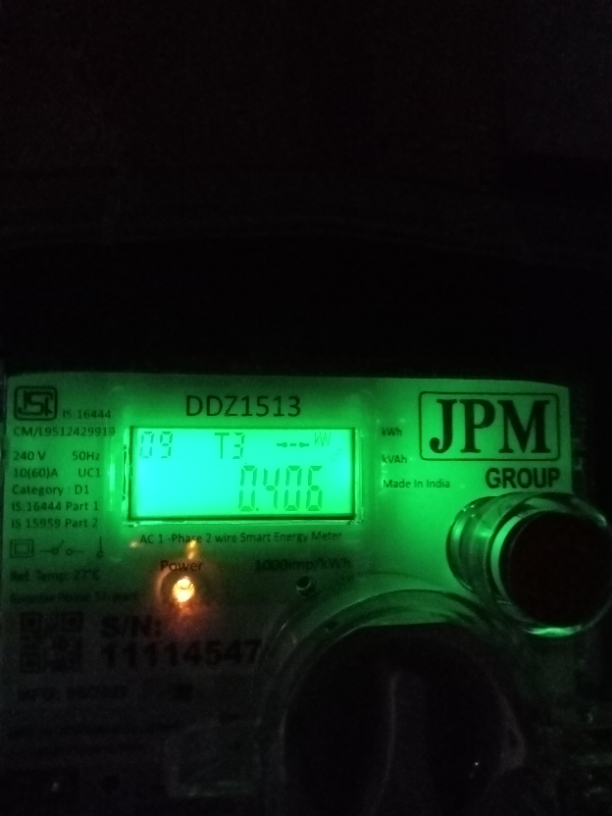 IS:16444
DDZ1513
CM/L9512429919
240 V 50Hz
10(60)A UC1
Category : D1
IS:16444 Part 1
IS 15959 Part 2
09 T3 kW
0.406
kWh
kVAh
JPM
GROUP
Made In India
AC 1 -Phase 2 wire Smart Energy Meter
Ref. Temp: 27°C
Power
1000imp/kWh
S/N:
11114547